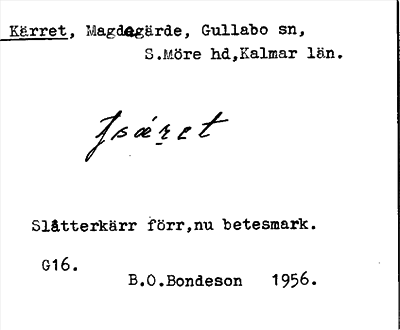 Kärret, Magdegärde, Gullabo sn,
S.Möre hd,Kalmar län.
Slåtterkärr förr,nu betesmark.
G16.
B.O.Bondeson 1956.